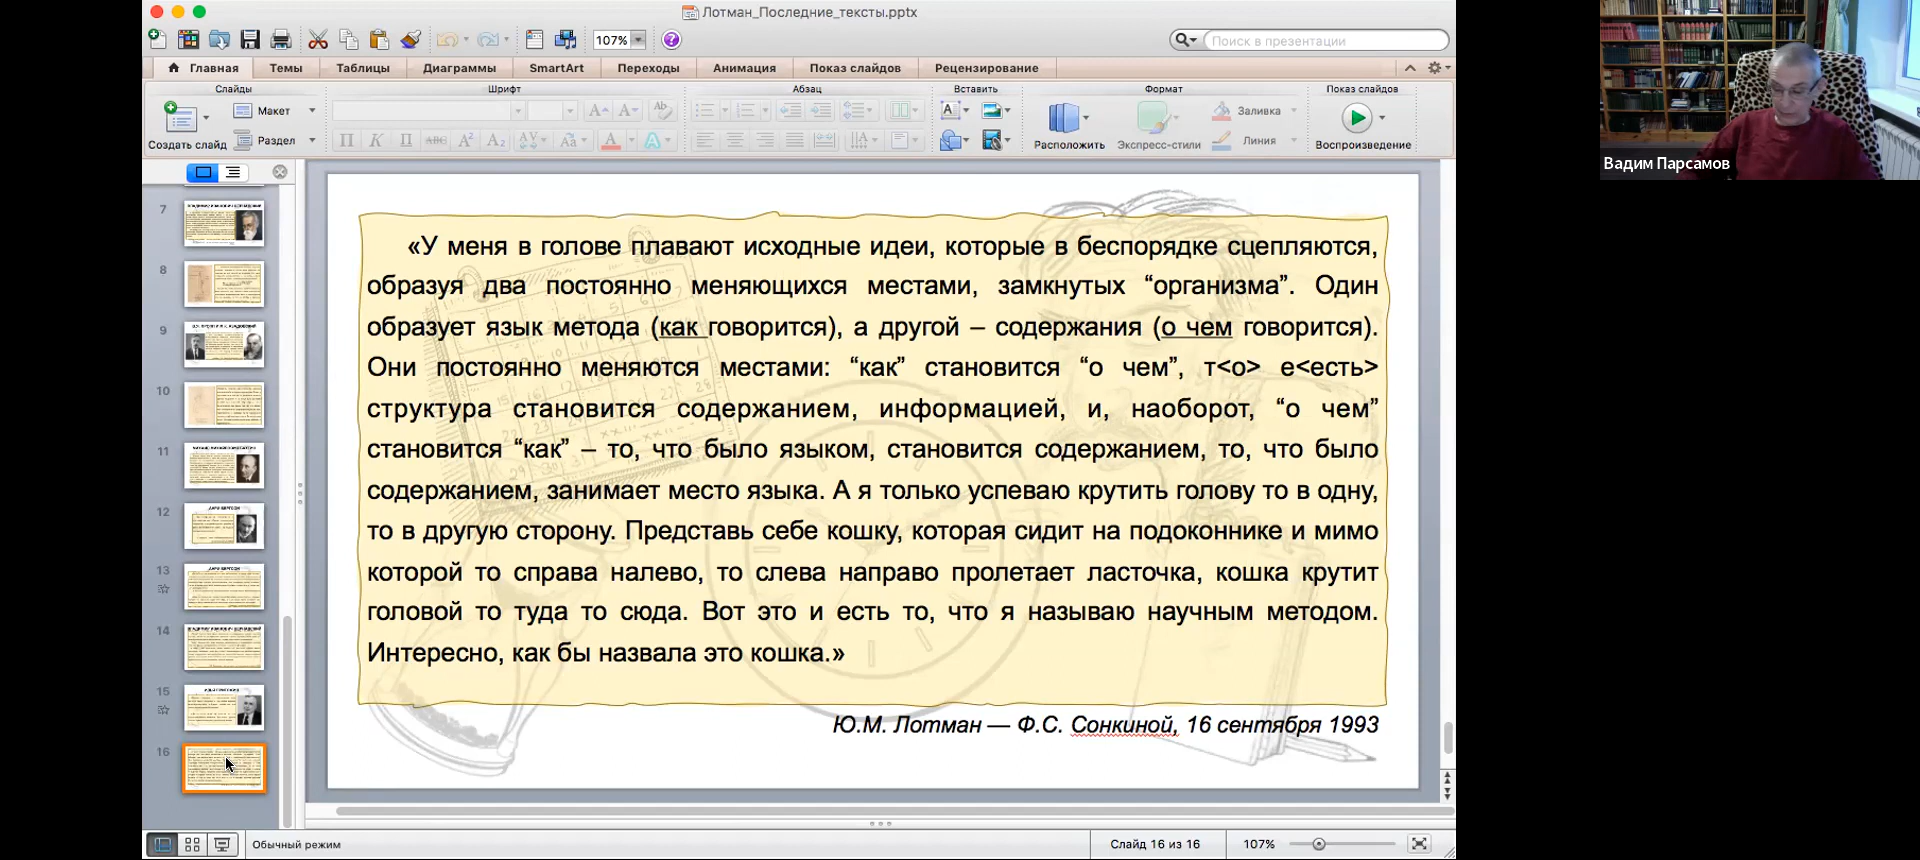 Лотман_Последние_тексты.pptx
107%
Поиск в презентации
Главная
Темы
Таблицы
Диаграммы
SmartArt
Переходы
Анимация
Показ слайдов
Рецензирование
Слайды
Шрифт
Абзац
Вставить
Формат
Показ слайдов
Макет
Заливка
Создать слайд
Раздел
Расположить
Экспресс-стили
Линия
Воспроизведение
Вадим Парсамов
7
8
9
10
11
12
13
14
15
16
«У меня в голове плавают исходные идеи, которые в беспорядке сцепляются,
образуя два постоянно меняющихся местами, замкнутых “организма”. Один
образует язык метода (как говорится), а другой – содержания (о чем говорится).
Они постоянно меняются местами: “как” становится “о чем”, т<о> е<есть>
структура становится содержанием, информацией, и, наоборот, “о чем”
становится “как” – то, что было языком, становится содержанием, то, что было
содержанием, занимает место языка. А я только успеваю крутить голову то в одну,
то в другую сторону. Представь себе кошку, которая сидит на подоконнике и мимо
которой то справа налево, то слева направо пролетает ласточка, кошка крутит
головой то туда то сюда. Вот это и есть то, что я называю научным методом.
Интересно, как бы назвала это кошка.»
Ю.М. Лотман — Ф.С. Сонкиной, 16 сентября 1993
Обычный режим
Слайд 16 из 16
107%